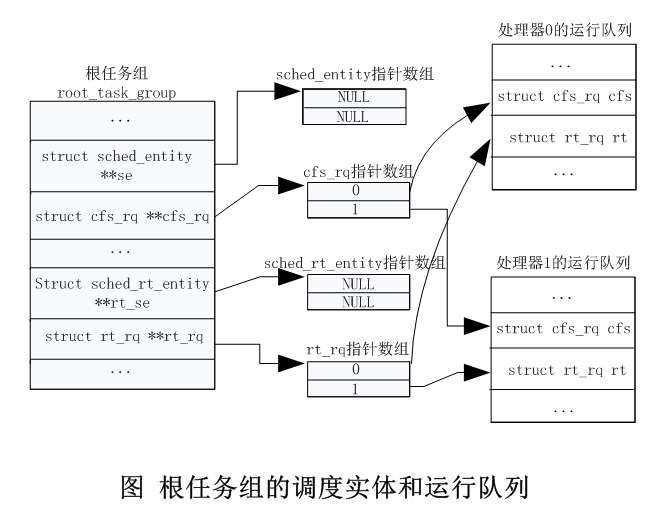 根任务组
root_task_group
...
struct sched_entity
**se
struct cfs_rq **cfs_rq
...
Struct sched_rt_entity
**rt_se
struct rt_rq **rt_rq
...
sched_entity指针数组
NULL
NULL
cfs_rq指针数组
0
1
sched_rt_entity指针数组
NULL
NULL
rt_rq指针数组
0
1
处理器0的运行队列
...
struct cfs_rq cfs
struct rt_rq rt
...
处理器1的运行队列
...
struct cfs_rq cfs
struct rt_rq rt
...
图 根任务组的调度实体和运行队列